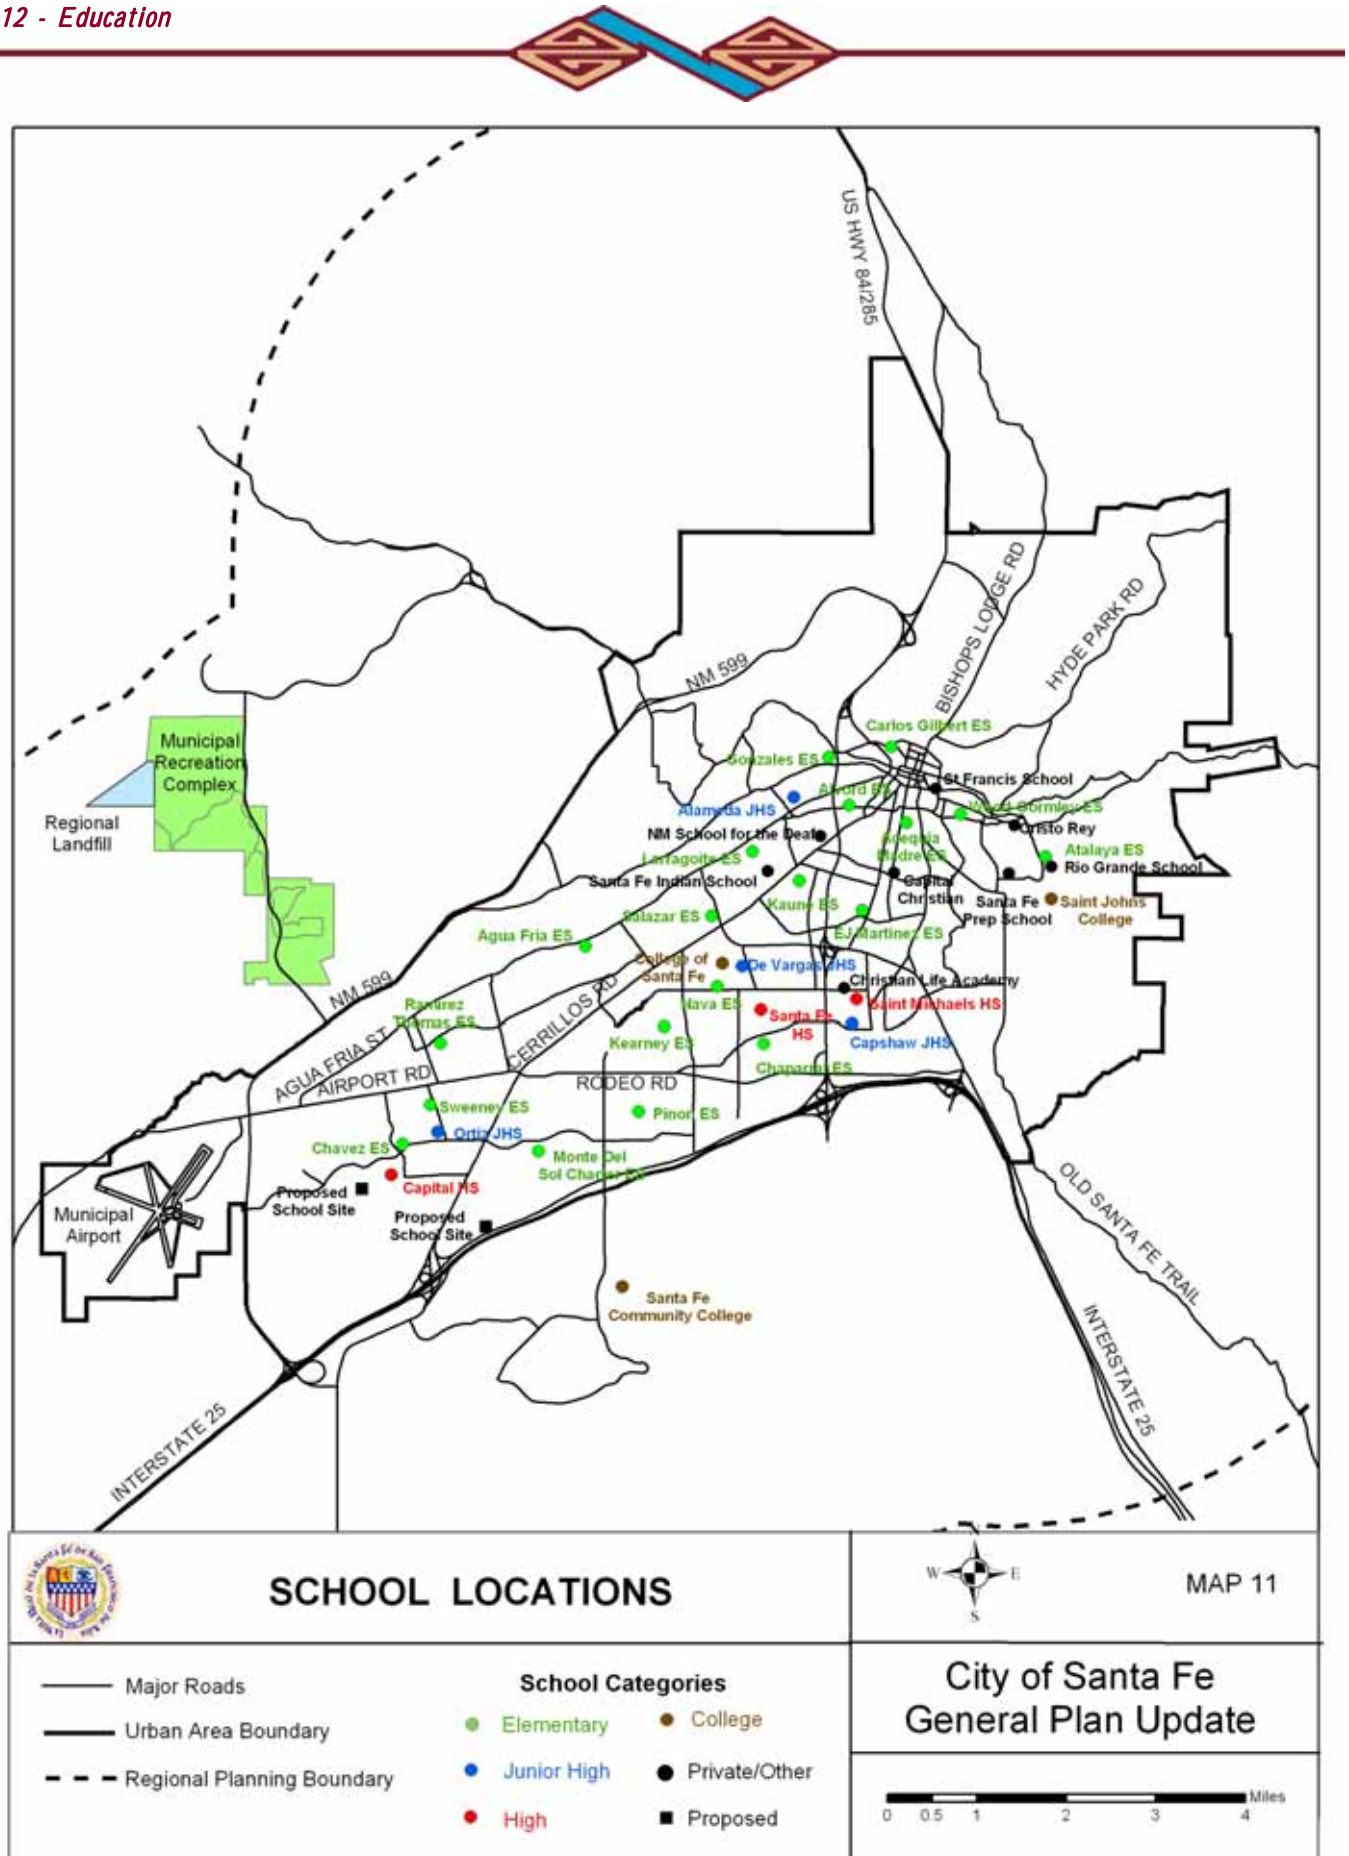 12 - Education
US HWY 84/285
BISHOPS LODGE RD
HYDE PARK RD
NM 599
Carlos Gilbert ES
Gonzales ES
St Francis School
Alvord ES
Alameda JHS
Wood Gormley ES
Cristo Rey
NM School for the Deaf
Acequia
Madre ES
Atalaya ES
Larragoite ES
Rio Grande School
Santa Fe Indian School
Capital
Christian
Kaune ES
Santa Fe
Prep School
Saint Johns
College
Salazar ES
EJ Martinez ES
Agua Fria ES
College of
Santa Fe
De Vargas JHS
Christian Life Academy
Nava ES
Saint Michaels HS
Santa Fe
HS
Capshaw JHS
Kearney ES
Chaparral ES
Ramirez
Thomas ES
NM 599
AGUA FRIA ST
CERRILLOS RD
AIRPORT RD
RODEO RD
Sweeney ES
Pinon ES
Ortiz JHS
Chavez ES
Monte Del
Sol Charter ES
Capital HS
Proposed
School Site
Proposed
School Site
Municipal
Recreation
Complex
Regional
Landfill
Municipal
Airport
Santa Fe
Community College
OLD SANTA FE TRAIL
INTERSTATE 25
INTERSTATE 25
SCHOOL LOCATIONS
N
W
E
S
MAP 11
Major Roads
Urban Area Boundary
Regional Planning Boundary
School Categories
Elementary
Junior High
High
College
Private/Other
Proposed
City of Santa Fe
General Plan Update
Miles
0 0.5 1 2 3 4